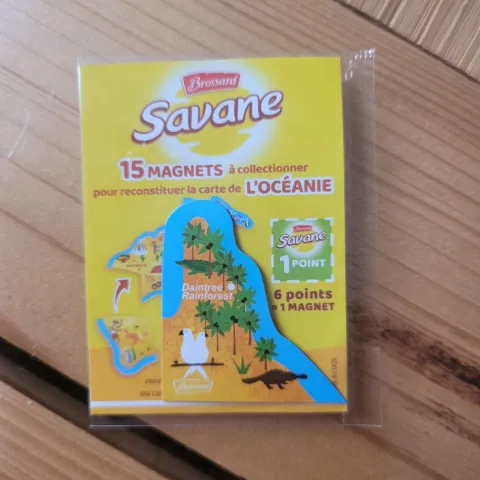 Brossard
Savane
15 MAGNETS à collectionner
pour reconstituer la carte de L'OCÉANIE
Brossard
Savane
1 POINT
Daintree
Rainforest
6 points
= 1 MAGNET
Brossard